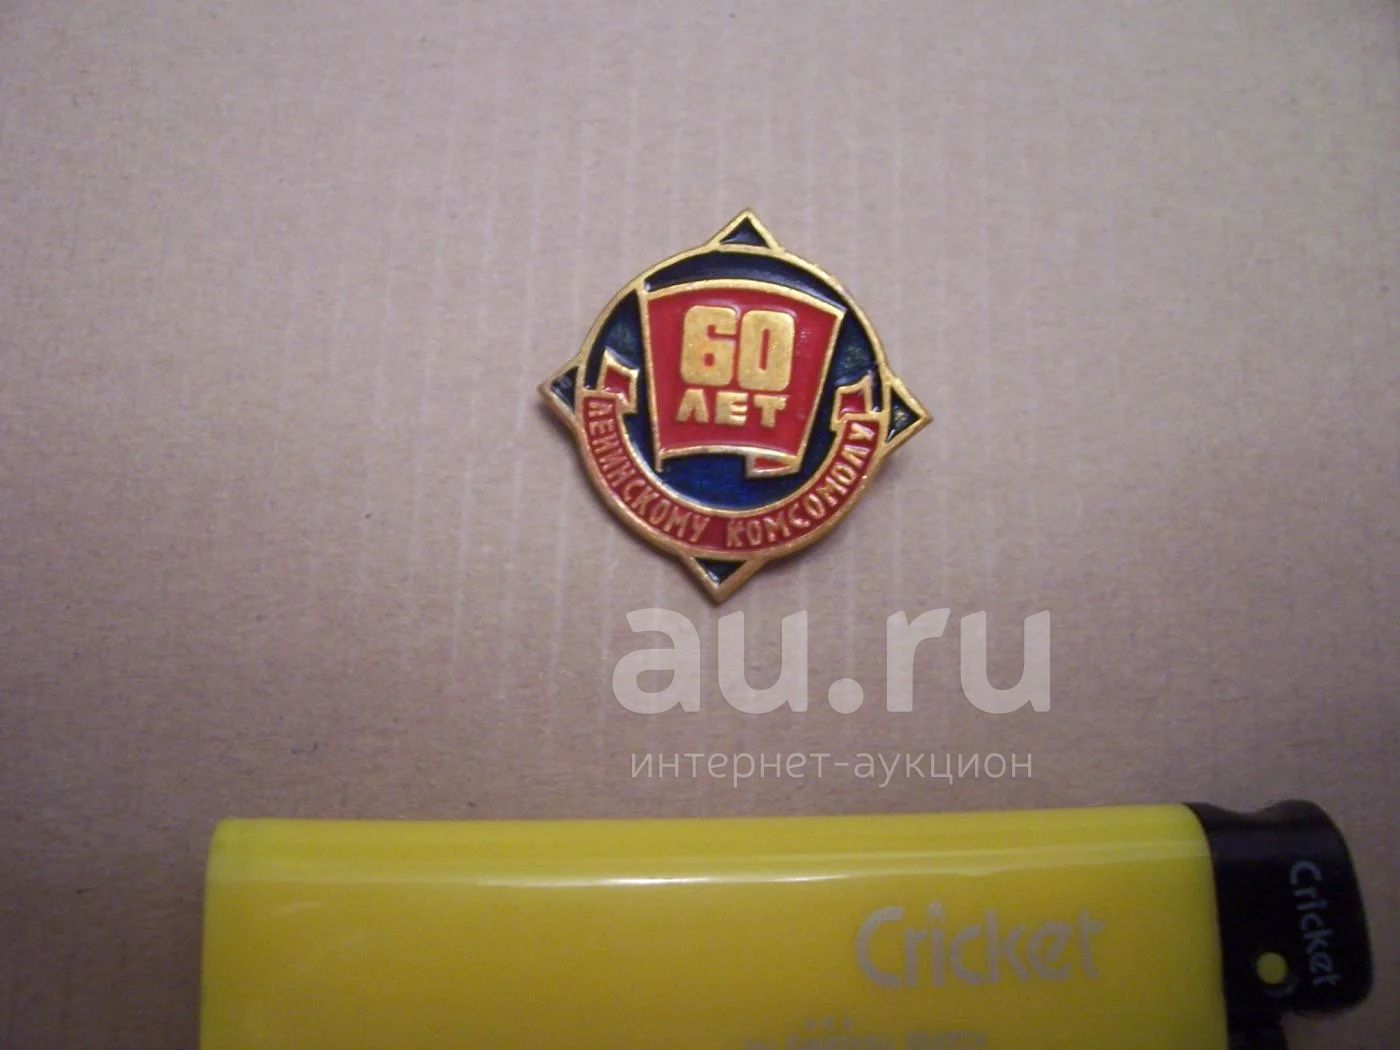 60
ЛЕТ
ЛЕНИНСКОМУ КОМСОМОЛУ
au.ru
интернет-аукцион
Cricket
Cricket